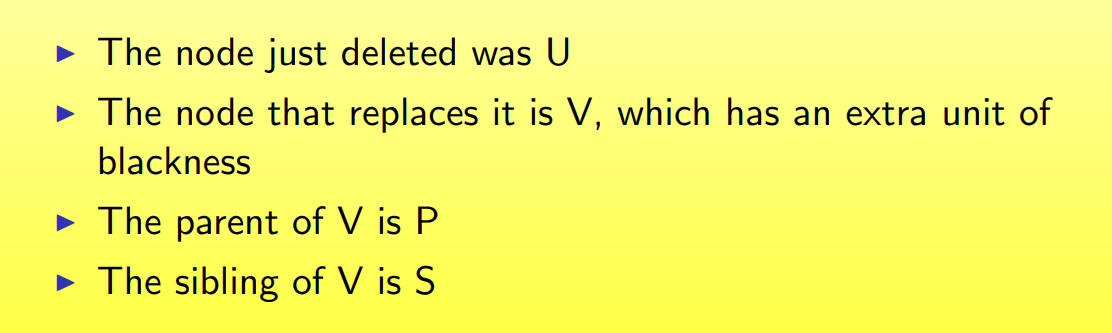 ▶ The node just deleted was U
▶ The node that replaces it is V, which has an extra unit of
blackness
▶ The parent of V is P
▶ The sibling of V is S